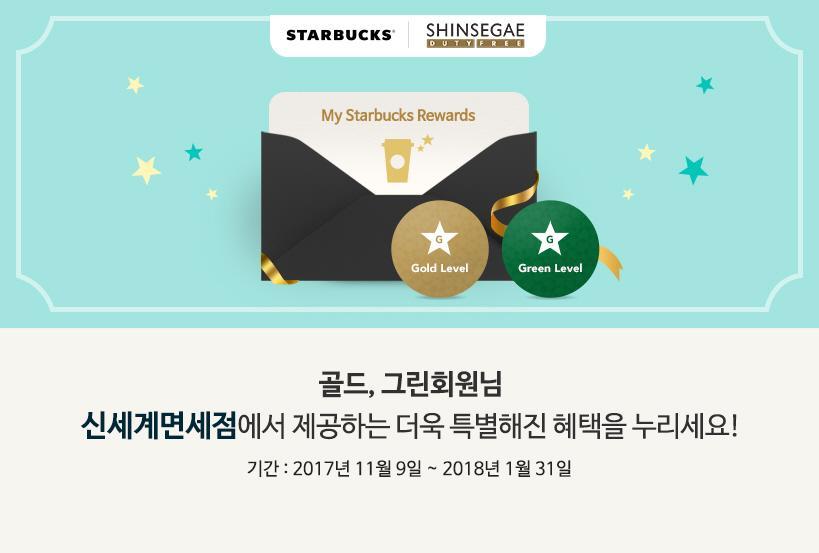 STARBUCKS® SHINSEGAE
DUTY FREE
My Starbucks Rewards
G G
Gold Level Green Level
골드, 그린회원님
신세계면세점에서 제공하는 더욱 특별해진 혜택을 누리세요!
기간 : 2017년 11월 9일 ~ 2018년 1월 31일